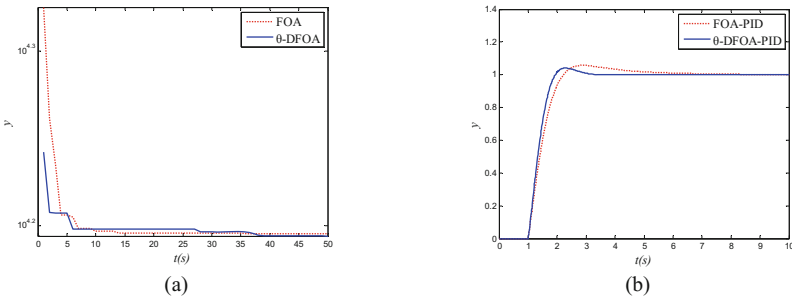 FOA
θ-DFOA
10^4.3
10^4.2
y
0 5 10 15 20 25 30 35 40 45 50
t(s)
(a)
FOA-PID
θ-DFOA-PID
1.4
1.2
1
0.8
0.6
0.4
0.2
0
y
0 1 2 3 4 5 6 7 8 9 10
t(s)
(b)